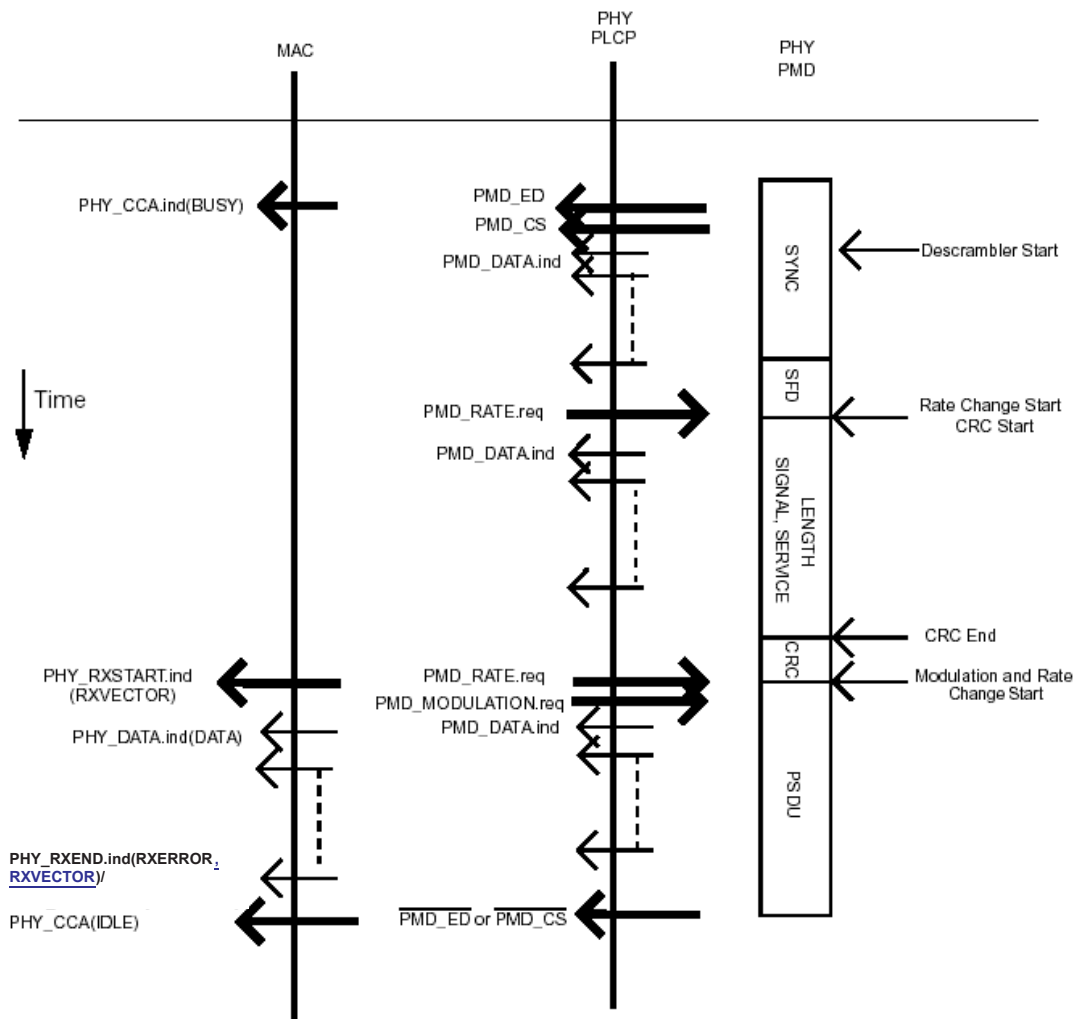 MAC
PHY
PLCP
PHY
PMD
PHY_CCA.ind(BUSY)
PMD_ED
PMD_CS
PMD_DATA.ind
SYNC
Descrambler Start
Time
SFD
PMD_RATE.req
Rate Change Start
CRC Start
PMD_DATA.ind
LENGTH
SIGNAL, SERVICE
CRC End
CRC
PHY_RXSTART.ind
(RXVECTOR)
PMD_RATE.req
PMD_MODULATION.req
Modulation and Rate
Change Start
PMD_DATA.ind
PHY_DATA.ind(DATA)
PSDU
PHY_RXEND.ind(RXERROR,
RXVECTOR)/
PHY_CCA(IDLE)
PMD_ED or PMD_CS